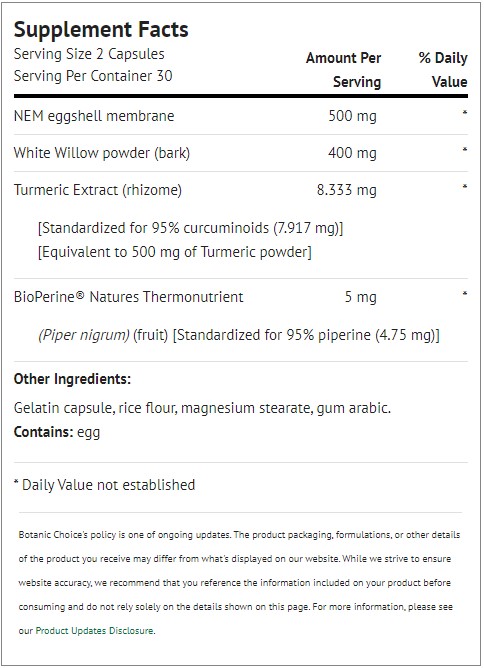 Supplement Facts
Serving Size 2 Capsules
Serving Per Container 30
Amount Per Serving
% Daily Value
NEM eggshell membrane 500 mg *
White Willow powder (bark) 400 mg *
Turmeric Extract (rhizome) 8.333 mg *
[Standardized for 95% curcuminoids (7.917 mg)]
[Equivalent to 500 mg of Turmeric powder]
BioPerine® Natures Thermonutrient 5 mg *
(Piper nigrum) (fruit) [Standardized for 95% piperine (4.75 mg)]
Other Ingredients:
Gelatin capsule, rice flour, magnesium stearate, gum arabic.
Contains: egg
* Daily Value not established
Botanic Choice's policy is one of ongoing updates. The product packaging, formulations, or other details
of the product you receive may differ from what's displayed on our website. While we strive to ensure
website accuracy, we recommend that you reference the information included on your product before
consuming and do not rely solely on the details shown on this page. For more information, please see
our Product Updates Disclosure.